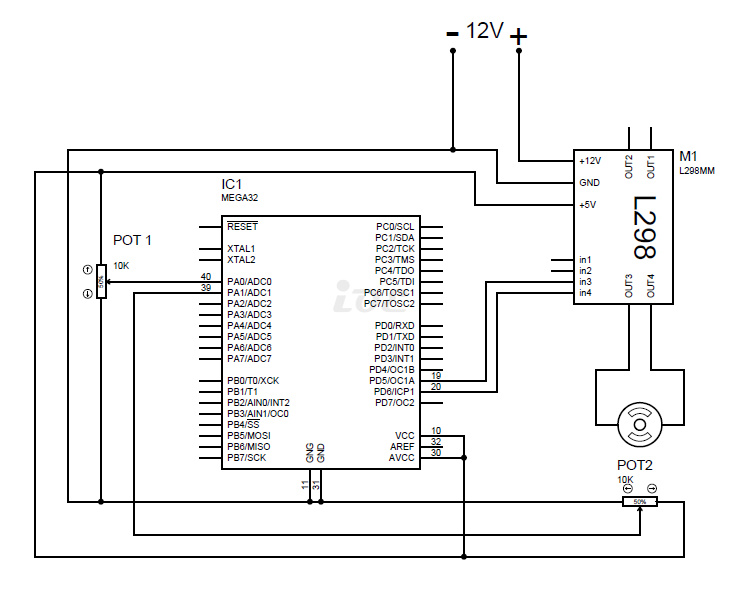 - 12V +
M1
L298MM
+12V
GND
+5V
in1
in2
in3
in4
OUT2
OUT1
L298
OUT3
OUT4
IC1
MEGA32
POT 1
10K
50%
40
39
RESET
XTAL1
XTAL2
PA0/ADC0
PA1/ADC1
PA2/ADC2
PA3/ADC3
PA4/ADC4
PA5/ADC5
PA6/ADC6
PA7/ADC7
PB0/T0/XCK
PB1/T1
PB2/AIN0/INT2
PB3/AIN1/OC0
PB4/SS
PB5/MOSI
PB6/MISO
PB7/SCK
PC0/SCL
PC1/SDA
PC2/TCK
PC3/TMS
PC4/TDO
PC5/TDI
PC6/TOSC1
PC7/TOSC2
PD0/RXD
PD1/TXD
PD2/INT0
PD3/INT1
PD4/OC1B
PD5/OC1A
PD6/ICP1
PD7/OC2
VCC
AREF
AVCC
19
20
10
32
30
GNG
GND
11
31
POT2
10K
50%